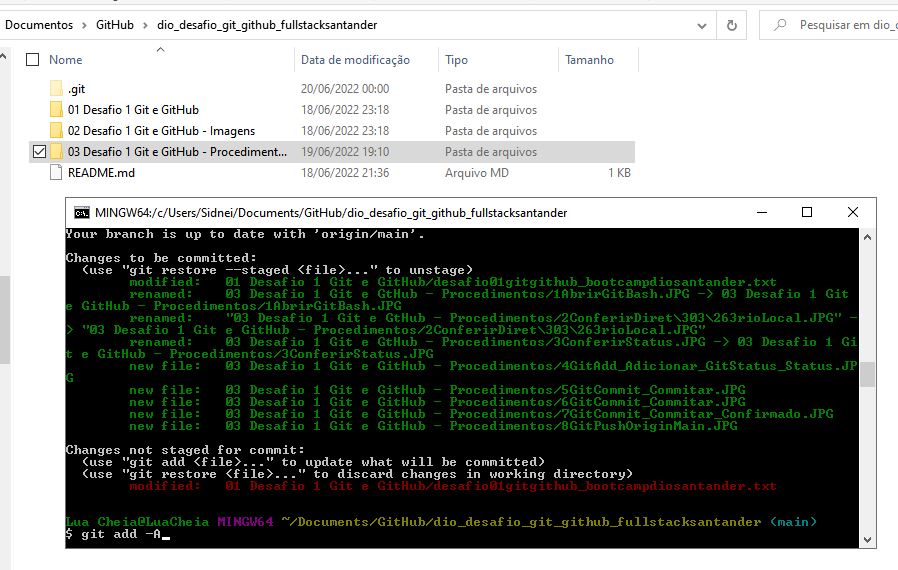 Documentos > GitHub > dio_desafio_git_github_fullstacksantander
Pesquisar em dio_
Nome Data de modificação Tipo Tamanho
.git 20/06/2022 00:00 Pasta de arquivos
01 Desafio 1 Git e GitHub 18/06/2022 23:18 Pasta de arquivos
02 Desafio 1 Git e GitHub - Imagens 18/06/2022 23:18 Pasta de arquivos
03 Desafio 1 Git e GitHub - Procediment... 19/06/2022 19:10 Pasta de arquivos
README.md 18/06/2022 21:36 Arquivo MD 1 KB
MINGW64:/c/Users/Sidnei/Documents/GitHub/dio_desafio_git_github_fullstacksantander
Your branch is up to date with 'origin/main'.
Changes to be committed:
(use "git restore --staged <file>..." to unstage)
modified: 01 Desafio 1 Git e GitHub/desafio01gitgithub_bootcampdiosantander.txt
renamed: 03 Desafio 1 Git e GtHub - Procedimentos/1AbrirGitBash.JPG -> 03 Desafio 1 Git
e GitHub - Procedimentos/1AbrirGitBash.JPG
renamed: "03 Desafio 1 Git e GtHub - Procedimentos/2ConferirDiret\303\263rioLocal.JPG" -
> "03 Desafio 1 Git e GitHub - Procedimentos/2ConferirDiret\303\263rioLocal.JPG"
renamed: 03 Desafio 1 Git e GtHub - Procedimentos/3ConferirStatus.JPG -> 03 Desafio 1 Gi
t e GitHub - Procedimentos/3ConferirStatus.JPG
new file: 03 Desafio 1 Git e GitHub - Procedimentos/4GitAdd_Adicionar_GitStatus_Status.JP
G
new file: 03 Desafio 1 Git e GitHub - Procedimentos/5GitCommit_Commitar.JPG
new file: 03 Desafio 1 Git e GitHub - Procedimentos/6GitCommit_Commitar.JPG
new file: 03 Desafio 1 Git e GitHub - Procedimentos/7GitCommit_Commitar_Confirmado.JPG
new file: 03 Desafio 1 Git e GitHub - Procedimentos/8GitPushOriginMain.JPG
Changes not staged for commit:
(use "git add <file>..." to update what will be committed)
(use "git restore <file>..." to discard changes in working directory)
modified: 01 Desafio 1 Git e GitHub/desafio01gitgithub_bootcampdiosantander.txt
Lua Cheia@LuaCheia MINGW64 ~/Documents/GitHub/dio_desafio_git_github_fullstacksantander (main)
$ git add -A